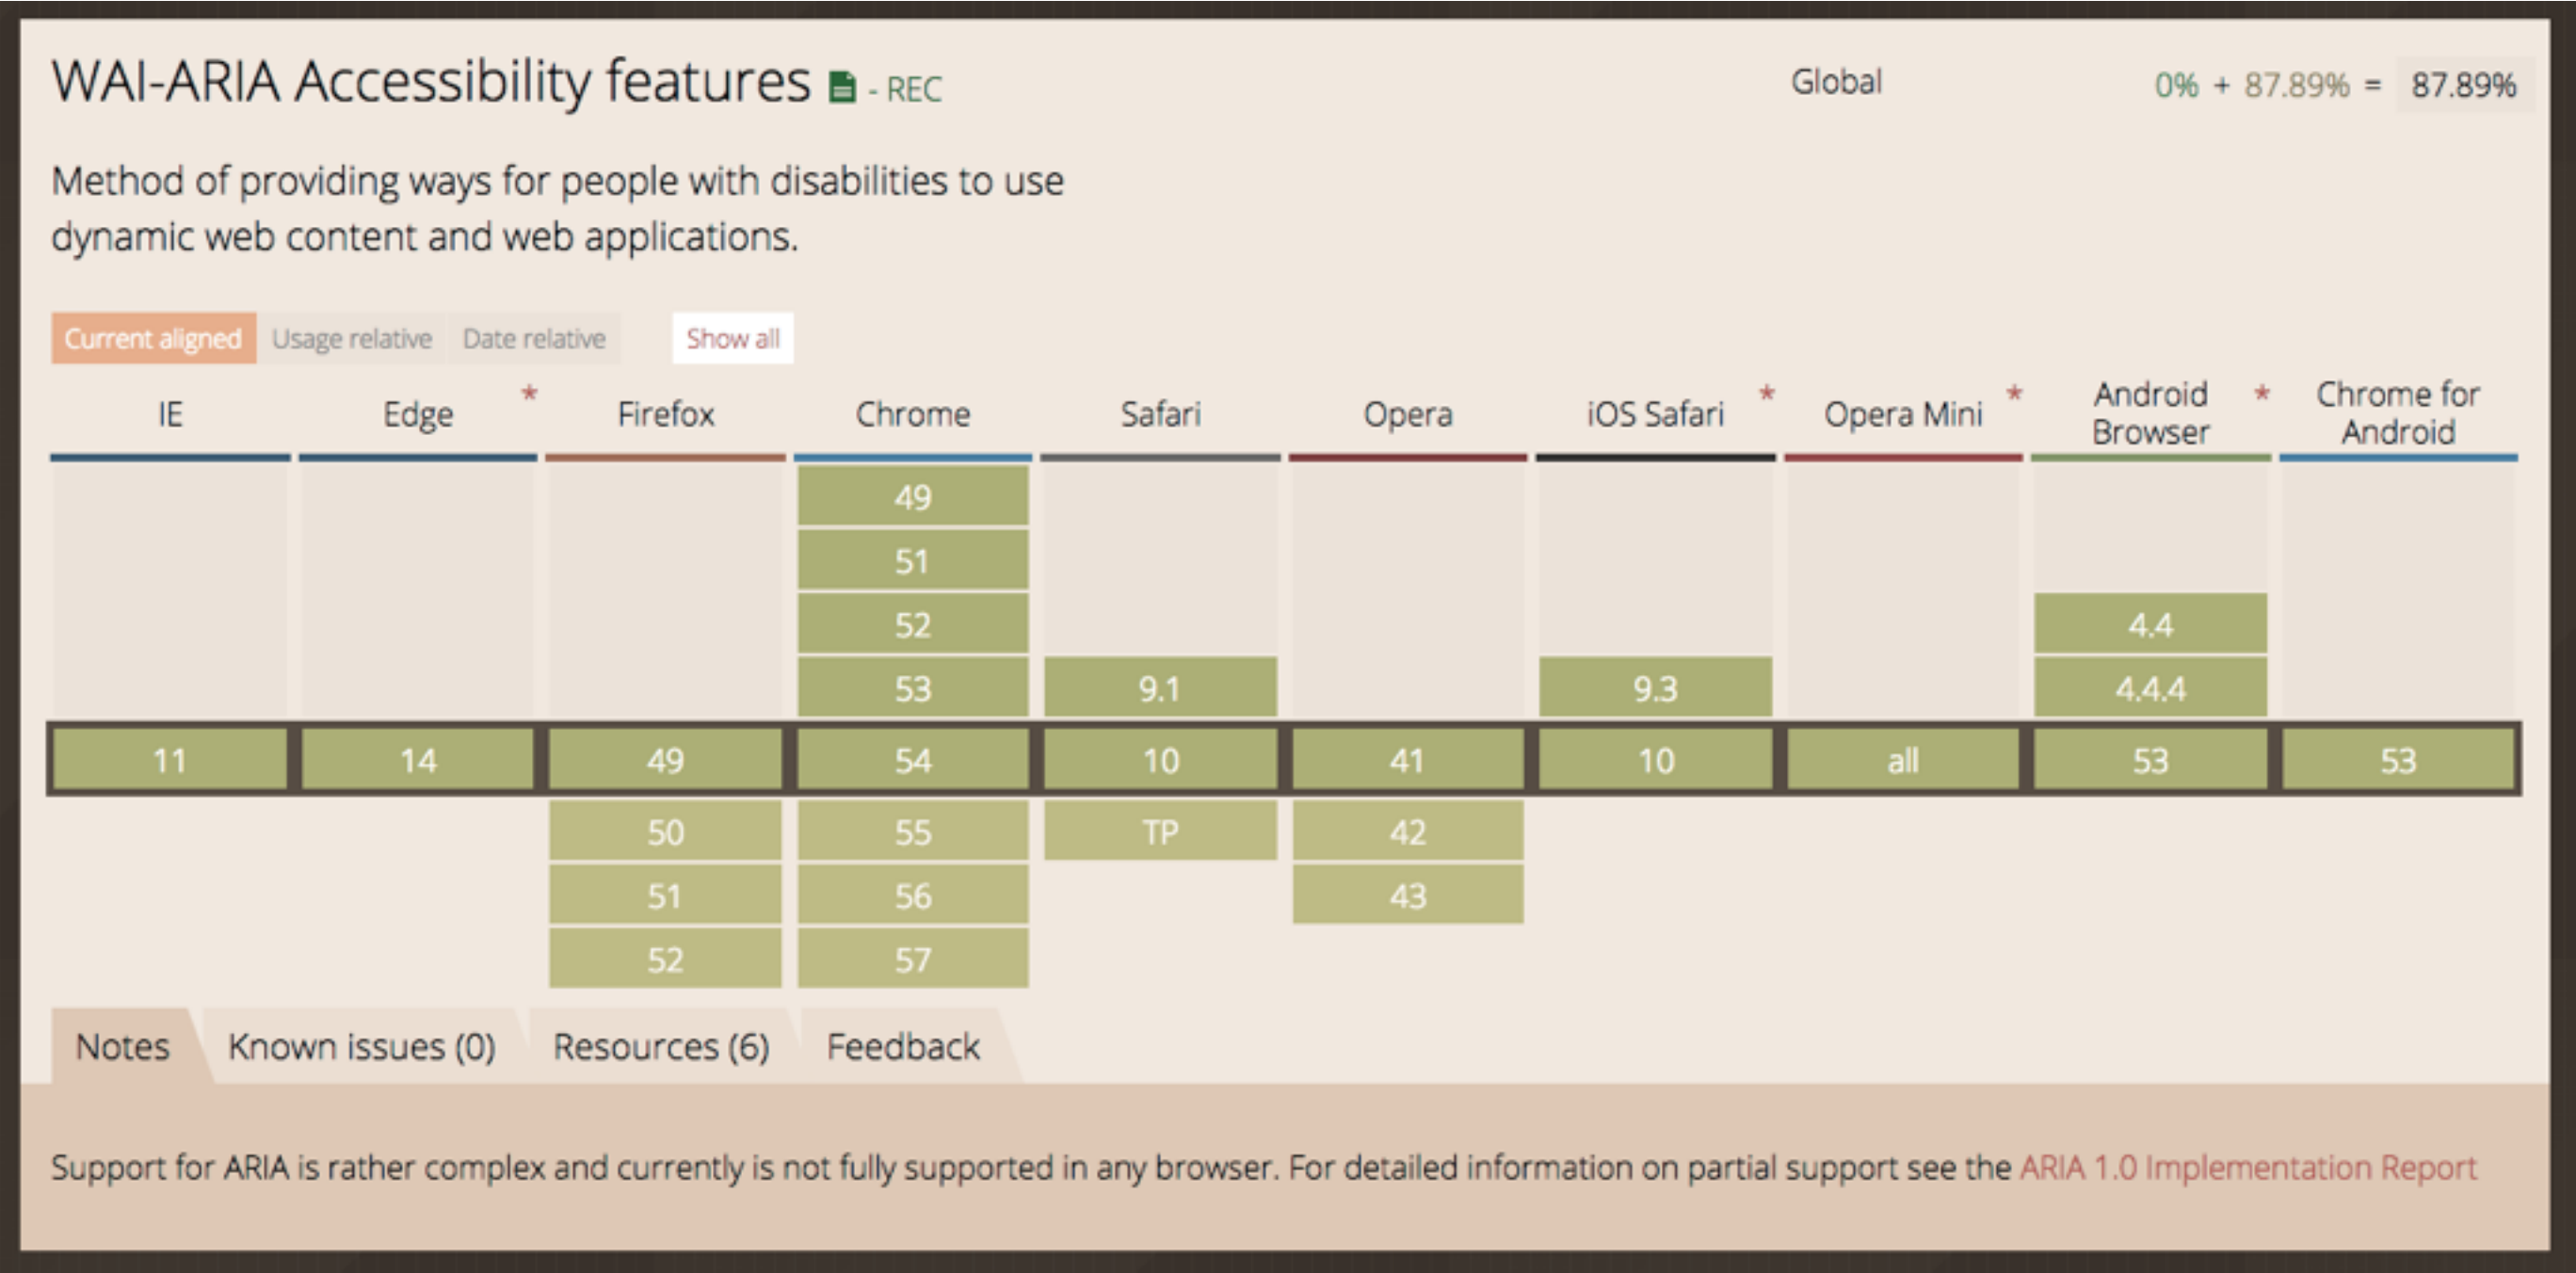 WAI-ARIA Accessibility features - REC
Global 0% + 87.89% = 87.89%
Method of providing ways for people with disabilities to use
dynamic web content and web applications.
Current aligned Usage relative Date relative Show all
IE Edge * Firefox Chrome Safari Opera iOS Safari * Opera Mini * Android Browser * Chrome for Android
49
51
52 4.4
53 9.1 9.3 4.4.4
11 14 49 54 10 41 10 all 53 53
50 55 TP 42
51 56 43
52 57
Notes Known issues (0) Resources (6) Feedback
Support for ARIA is rather complex and currently is not fully supported in any browser. For detailed information on partial support see the ARIA 1.0 Implementation Report